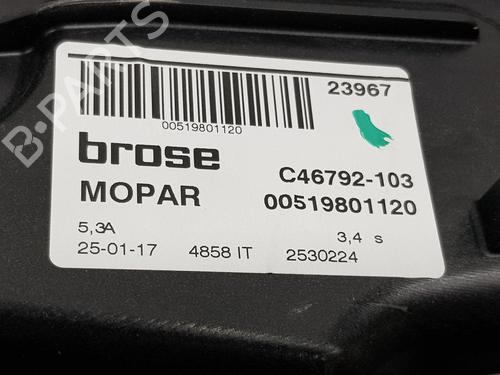 B-PARTS
23967
00519801120
brose
C46792-103
MOPAR
00519801120
5,3A
3,4 s
25-01-17 4858 IT 2530224